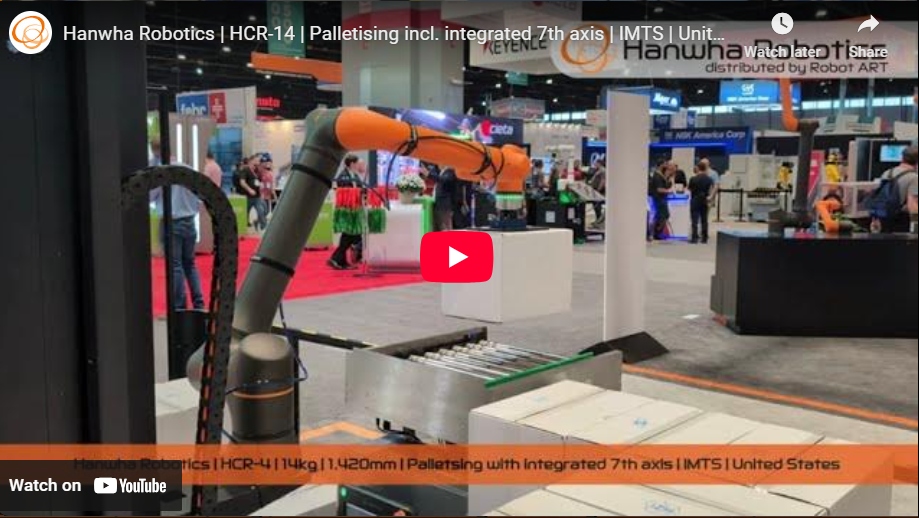 Hanwha Robotics | HCR-14 | Palletising incl. integrated 7th axis | IMTS | Unit...
Watch later
Share
Hanwha Robotics
distributed by Robot ART
KEYENCE
fabc
cieta
NSK America Corp
Hanwha Robotics | HCR-4 | 14kg | 1.420mm | Palletsing with integrated 7th axis | IMTS | United States
Watch on
YouTube